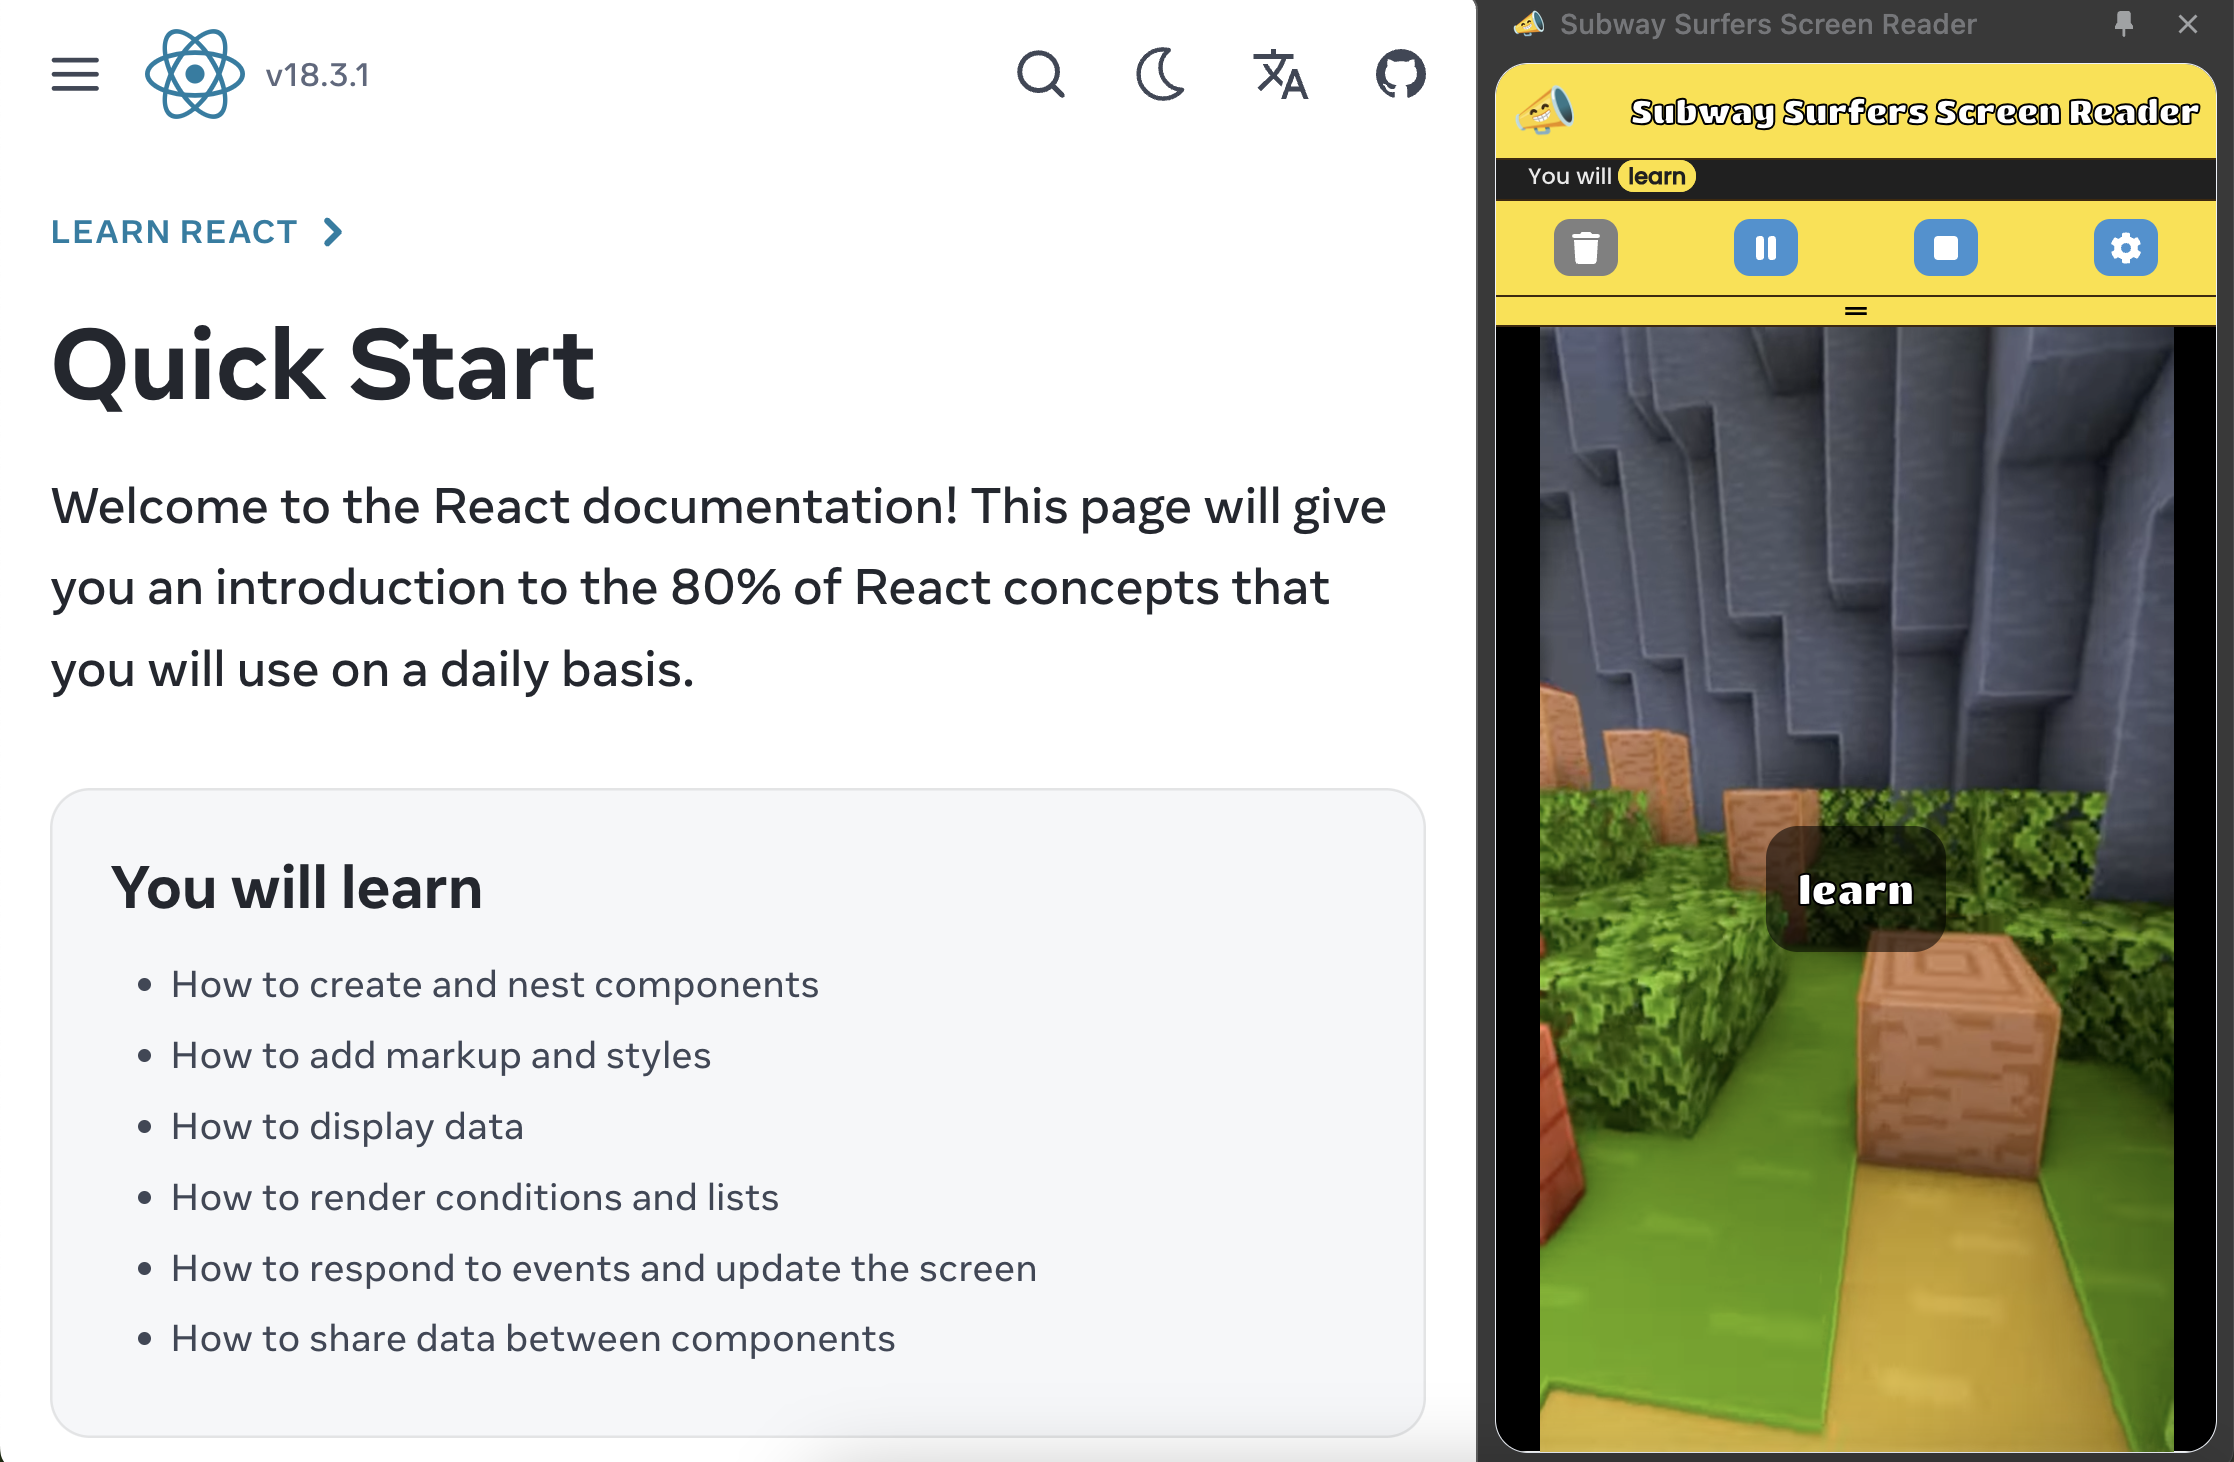 v18.3.1
LEARN REACT
Quick Start
Welcome to the React documentation! This page will give
you an introduction to the 80% of React concepts that
you will use on a daily basis.
You will learn
How to create and nest components
How to add markup and styles
How to display data
How to render conditions and lists
How to respond to events and update the screen
How to share data between components
Subway Surfers Screen Reader
Subway Surfers Screen Reader
You will learn
learn